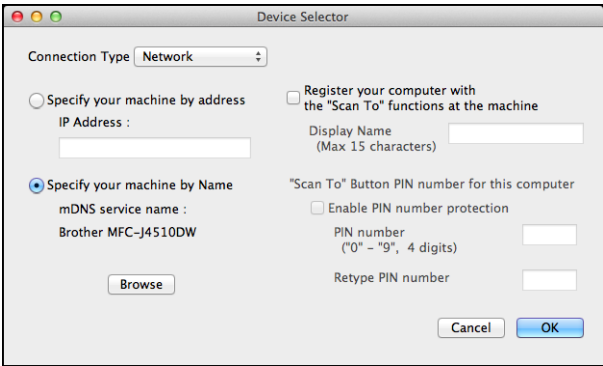 Device Selector
Connection Type Network
Specify your machine by address
IP Address :
Specify your machine by Name
mDNS service name :
Brother MFC-J4510DW
Browse
Register your computer with
the "Scan To" functions at the machine
Display Name
(Max 15 characters)
"Scan To" Button PIN number for this computer
Enable PIN number protection
PIN number
("0" – "9", 4 digits)
Retype PIN number
Cancel OK